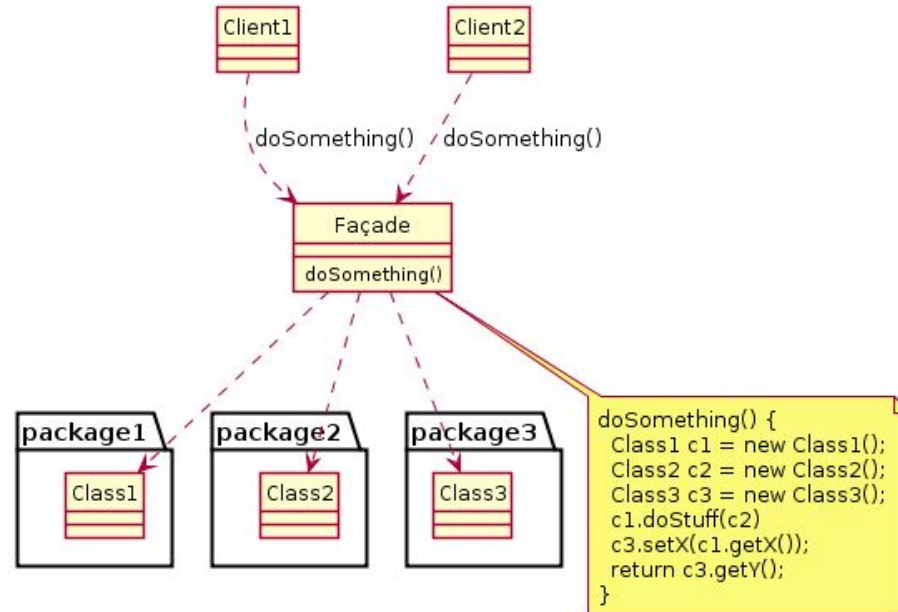 Client1
Client2
doSomething()
doSomething()
Façade
doSomething()
package1
package2
package3
Class1
Class2
Class3
doSomething() {
Class1 c1 = new Class1();
Class2 c2 = new Class2();
Class3 c3 = new Class3();
c1.doStuff(c2)
c3.setX(c1.getX());
return c3.getY();
}